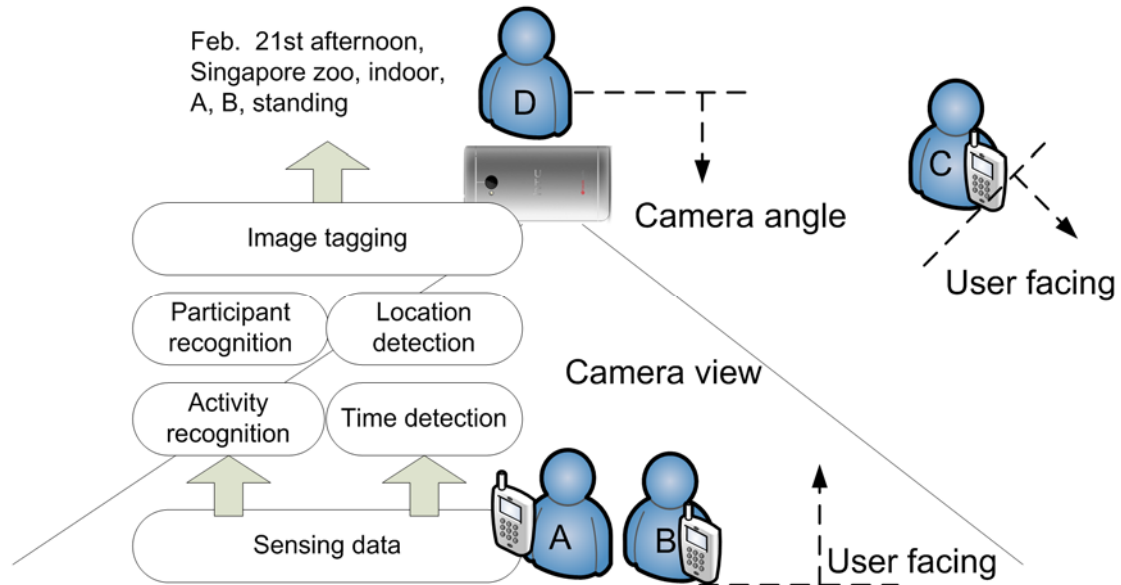 Feb. 21st afternoon,
Singapore zoo, indoor,
A, B, standing
D
C
Camera angle
User facing
Image tagging
Participant
recognition
Location
detection
Camera view
Activity
recognition
Time detection
Sensing data
A
B
User facing